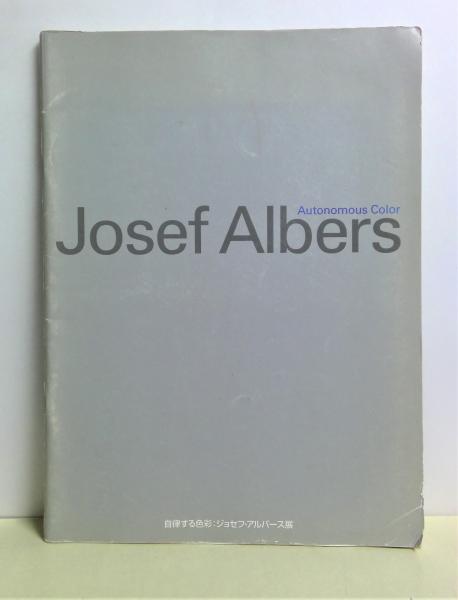 Autonomous Color
Josef Albers
自律する色彩:ジョセフ・アルバース展